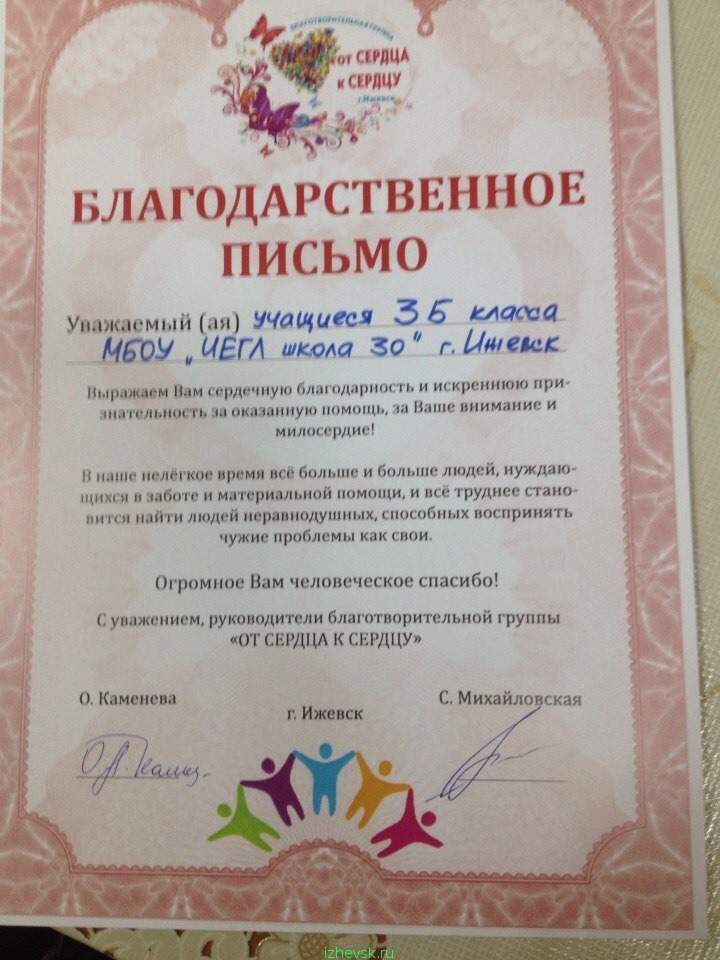 БЛАГОТВОРИТЕЛЬНАЯ ГРУППА
от СЕРДЦА
к СЕРДЦУ
г.Ижевск
БЛАГОДАРСТВЕННОЕ
ПИСЬМО
Уважаемый (ая) учащиеся 3Б класса
МБОУ „ИЕГЛ школа 30" г. Ижевск
Выражаем Вам сердечную благодарность и искреннюю при-
знательность за оказанную помощь, за Ваше внимание и
милосердие!
В наше нелёгкое время всё больше и больше людей, нуждаю-
щихся в заботе и материальной помощи, и всё труднее стано-
вится найти людей неравнодушных, способных воспринять
чужие проблемы как свои.
Огромное Вам человеческое спасибо!
С уважением, руководители благотворительной группы
«ОТ СЕРДЦА К СЕРДЦУ»
О. Каменева
С. Михайловская
г. Ижевск
izhevsk.ru